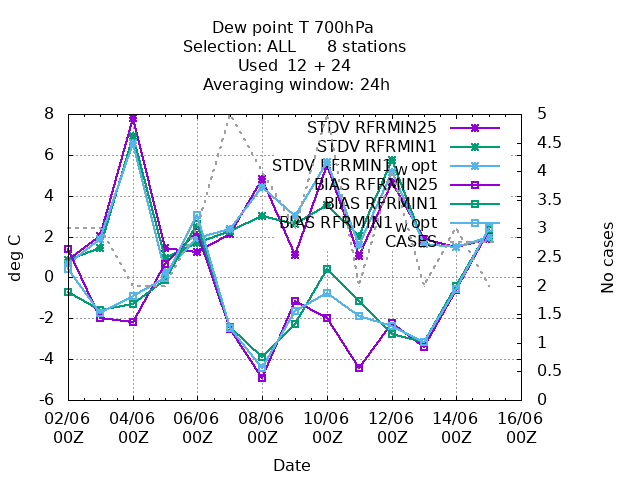 Dew point T 700hPa
Selection: ALL 8 stations
Used 12 + 24
Averaging window: 24h
STDV RFRMIN25
STDV RFRMIN1
STDV RFRMIN1_W opt
BIAS RFRMIN25
BIAS RFRMIN1
BIAS RFRMIN1_W opt
CASES
deg C
8
6
4
2
0
-2
-4
-6
No cases
5
4.5
4
3.5
3
2.5
2
1.5
1
0.5
0
02/06 04/06 06/06 08/06 10/06 12/06 14/06 16/06
00Z 00Z 00Z 00Z 00Z 00Z 00Z 00Z
Date